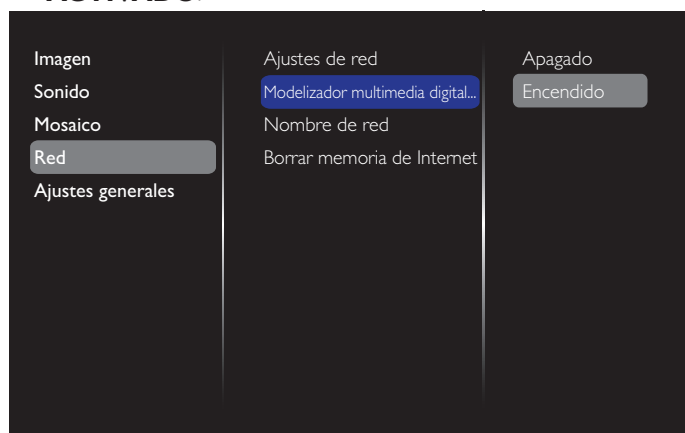 Imagen
Sonido
Mosaico
Red
Ajustes generales
Ajustes de red
Modelizador multimedia digital...
Nombre de red
Borrar memoria de Internet
Apagado
Encendido